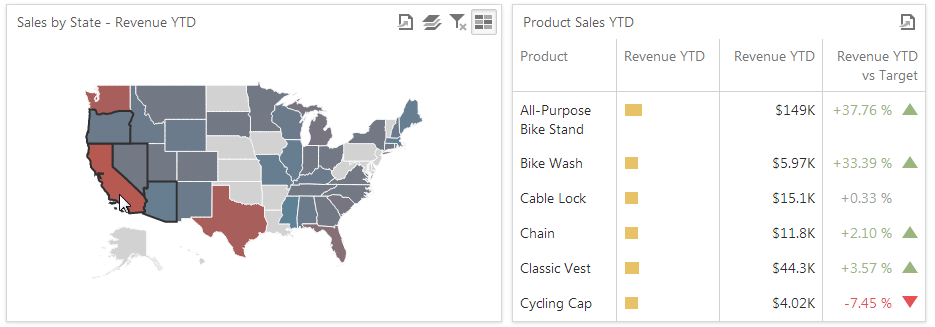 Sales by State - Revenue YTD
Product Sales YTD
Product Revenue YTD Revenue YTD Revenue YTD
vs Target
All-Purpose
Bike Stand $149K +37.76 %
Bike Wash $5.97K +33.39 %
Cable Lock $15.1K +0.33 %
Chain $11.8K +2.10 %
Classic Vest $44.3K +3.57 %
Cycling Cap $4.02K -7.45 %